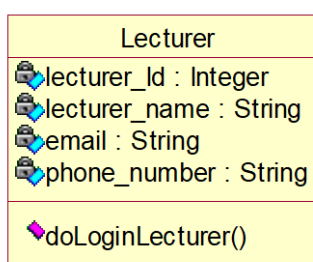 Lecturer
lecturer_Id : Integer
lecturer_name : String
email : String
phone_number : String
doLoginLecturer()